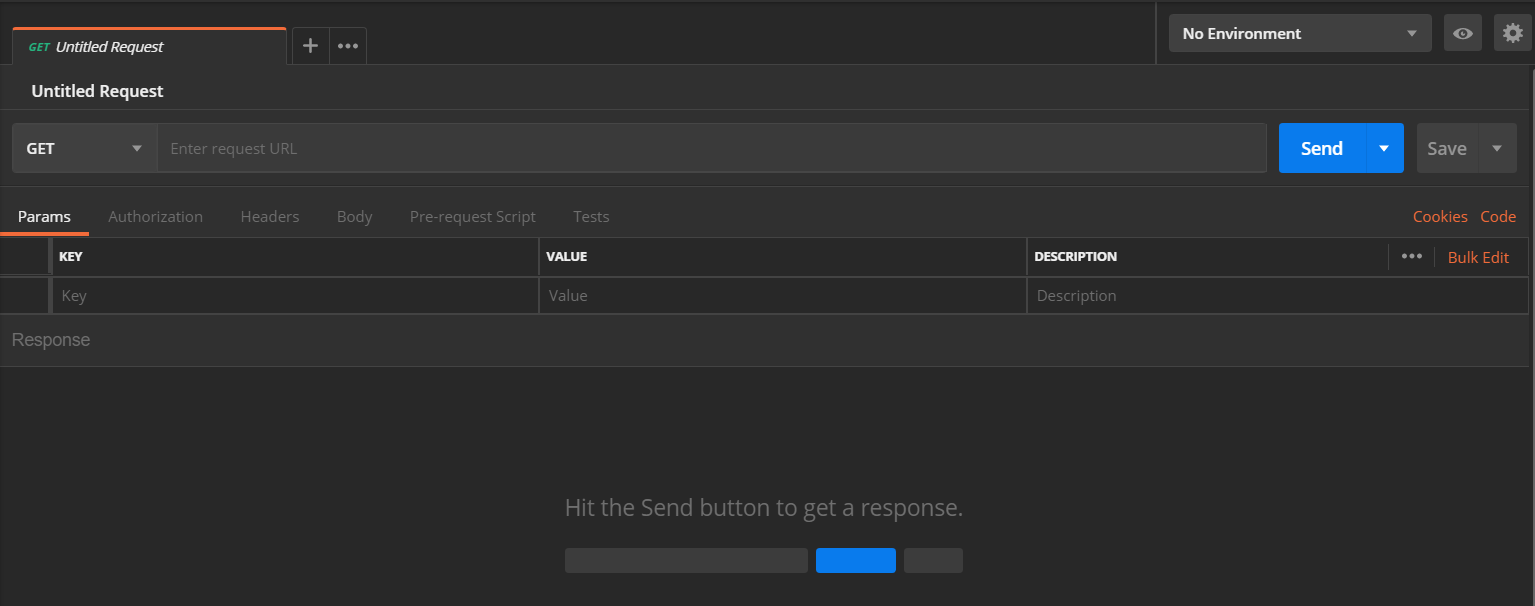 GET Untitled Request
No Environment
Untitled Request
GET Enter request URL Send Save
Params Authorization Headers Body Pre-request Script Tests Cookies Code
KEY VALUE DESCRIPTION Bulk Edit
Key Value Description
Response
Hit the Send button to get a response.